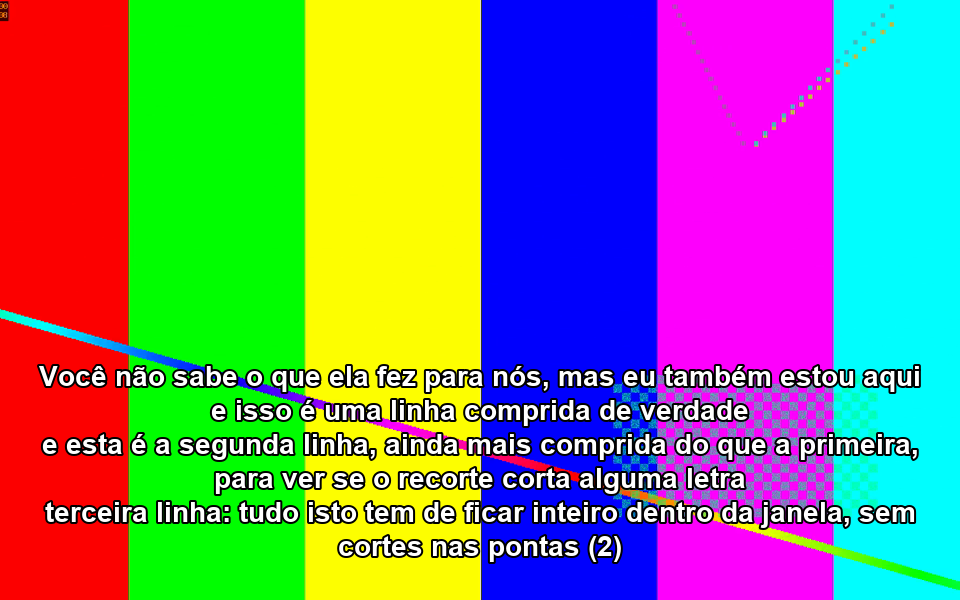 Você não sabe o que ela fez para nós, mas eu também estou aqui
e isso é uma linha comprida de verdade
e esta é a segunda linha, ainda mais comprida do que a primeira,
para ver se o recorte corta alguma letra
terceira linha: tudo isto tem de ficar inteiro dentro da janela, sem
cortes nas pontas (2)